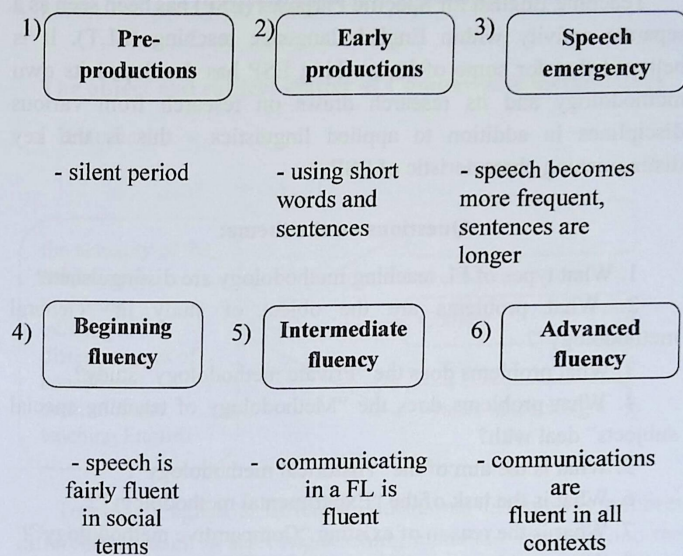 1) Pre-
productions
- silent period
2) Early
productions
- using short
words and
sentences
3) Speech
emergency
- speech becomes
more frequent,
sentences are
longer
4) Beginning
fluency
- speech is
fairly fluent
in social
terms
5) Intermediate
fluency
- communicating
in a FL is
fluent
6) Advanced
fluency
- communications
are
fluent in all
contexts